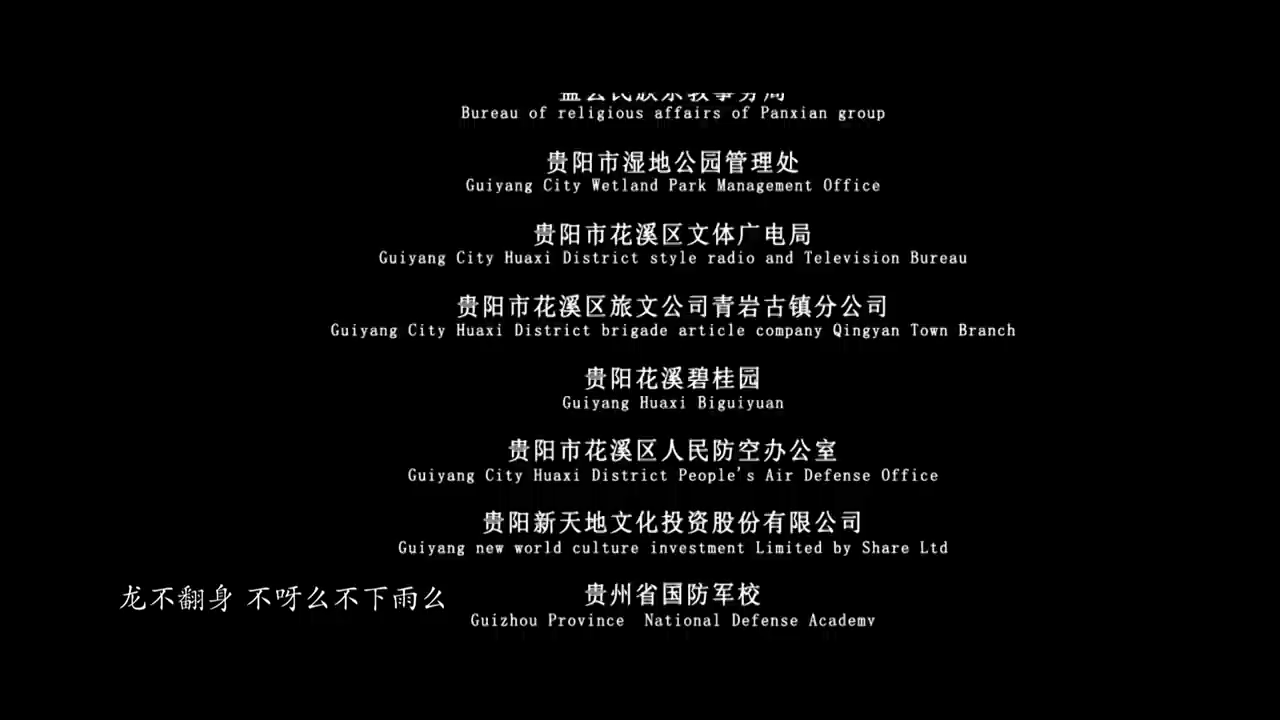 Bureau of religious affairs of Panxian group
贵阳市湿地公园管理处
Guiyang City Wetland Park Management Office
贵阳市花溪区文体广电局
Guiyang City Huaxi District style radio and Television Bureau
贵阳市花溪区旅文公司青岩古镇分公司
Guiyang City Huaxi District brigade article company Qingyan Town Branch
贵阳花溪碧桂园
Guiyang Huaxi Biguiyuan
贵阳市花溪区人民防空办公室
Guiyang City Huaxi District People's Air Defense Office
贵阳新天地文化投资股份有限公司
Guiyang new world culture investment Limited by Share Ltd
龙不翻身 不呀么不下雨么
贵州省国防军校
Guizhou Province National Defense Academy